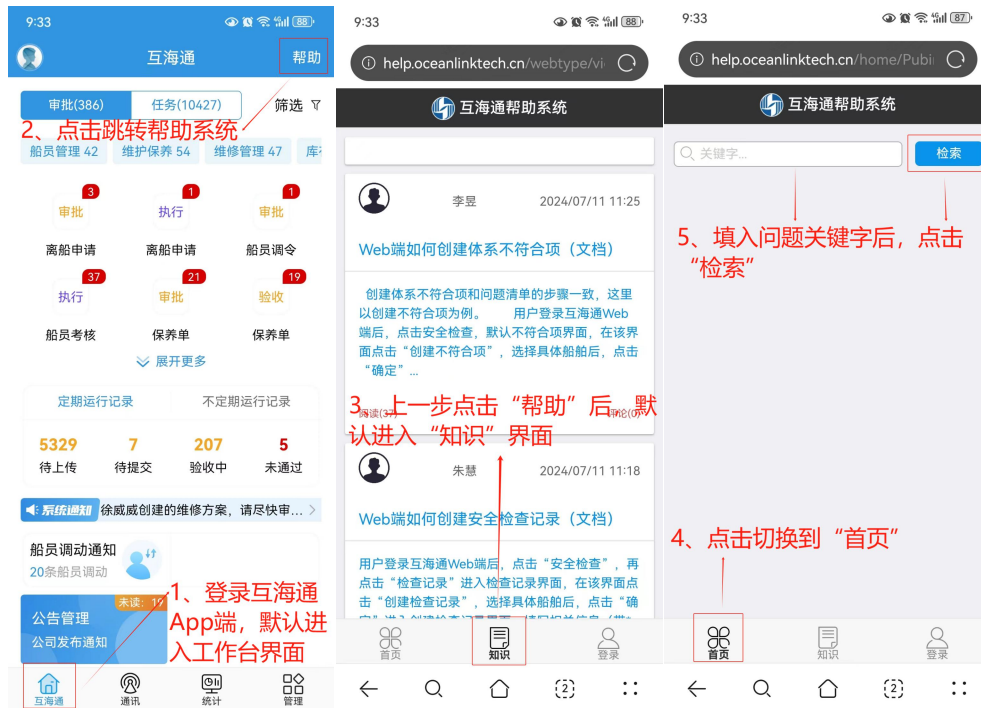 9:33
88
互海通
帮助
审批(386)
任务(10427)
筛选
2、点击跳转帮助系统
船员管理 42
维护保养 54
维修管理 47
3
审批
离船申请
1
执行
离船申请
1
审批
船员调令
37
执行
船员考核
21
审批
保养单
19
验收
保养单
展开更多
定期运行记录
不定期运行记录
5329
待上传
7
待提交
207
验收中
5
未通过
系统通知
徐威威创建的维修方案，请尽快审...
船员调动通知
20条船员调动
未读：19
公告管理
公司发布通知
1、登录互海通
App端，默认进
入工作台界面
互海通
通讯
统计
管理
9:33
88
help.oceanlinktech.cn/webtype/vi
互海通帮助系统
李昱
2024/07/11 11:25
Web端如何创建体系不符合项（文档）
创建体系不符合项和问题清单的步骤一致，这里
以创建不符合项为例。 用户登录互海通Web
端后，点击安全检查，默认不符合项界面，在该界
面点击“创建不符合项”，选择具体船舶后，点击
“确定”...
阅读(37)
评论(0)
3、上一步点击“帮助”后，默
认进入“知识”界面
朱慧
2024/07/11 11:18
Web端如何创建安全检查记录（文档）
用户登录互海通Web端后，点击“安全检查”，再
点击“检查记录”进入检查记录界面，在该界面点
击“创建检查记录”，选择具体船舶后，点击“确
首页
知识
登录
2
9:33
87
help.oceanlinktech.cn/home/Pubi
互海通帮助系统
关键字...
检索
5、填入问题关键字后，点击
“检索”
4、点击切换到“首页”
首页
知识
登录
2